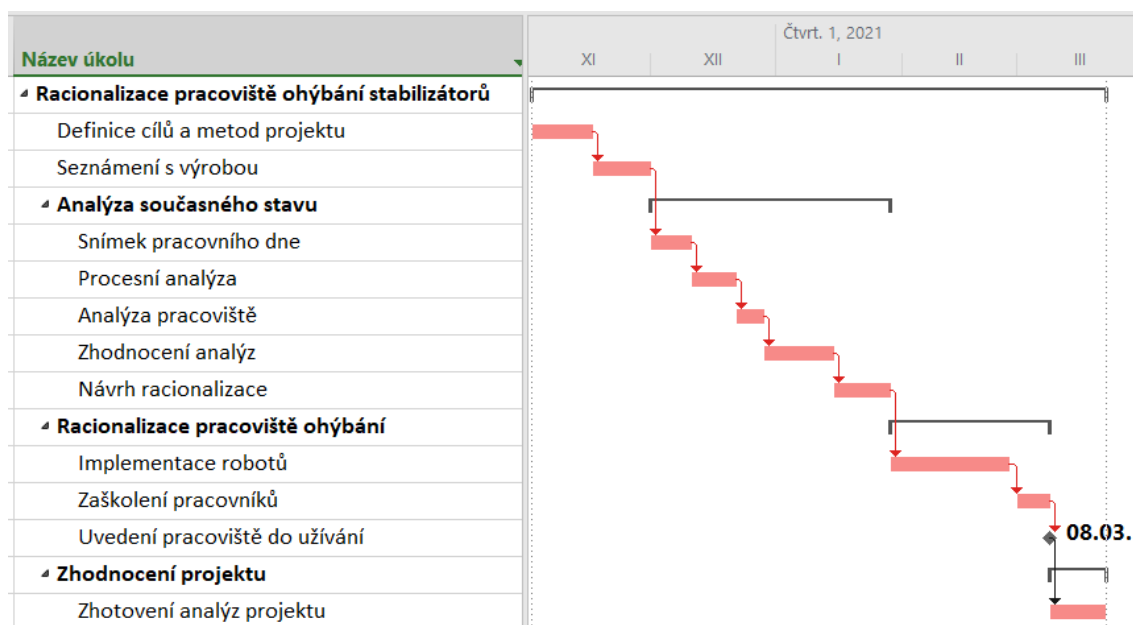 Čtvrt. 1, 2021
Název úkolu XI XII I II III
Racionalizace pracoviště ohýbání stabilizátorů
Definice cílů a metod projektu
Seznámení s výrobou
Analýza současného stavu
Snímek pracovního dne
Procesní analýza
Analýza pracoviště
Zhodnocení analýz
Návrh racionalizace
Racionalizace pracoviště ohýbání
Implementace robotů
Zaškolení pracovníků
Uvedení pracoviště do užívání 08.03.
Zhodnocení projektu
Zhotovení analýz projektu